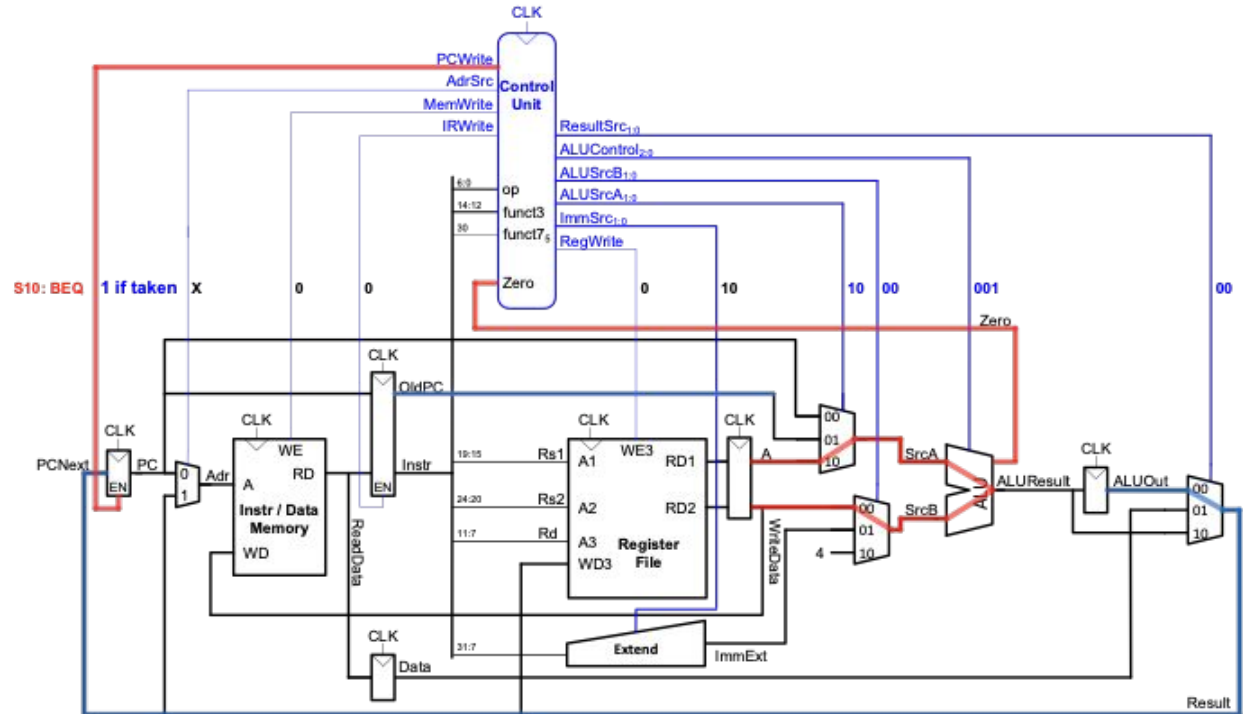 CLK
PCWrite
AdrSrc
MemWrite
IRWrite
Control
Unit
ResultSrc1:0
ALUControl2:0
ALUSrcB1:0
ALUSrcA1:0
ImmSrc1:0
RegWrite
6:0
op
14:12
funct3
30
funct75
Zero
S10: BEQ 1 if taken X 0 0 0 10 10 00 001 00
Zero
CLK
OldPC
00
01
10
CLK
PCNext
EN
PC
0
1
Adr
CLK
WE
A
RD
Instr / Data
Memory
WD
ReadData
EN
Instr
19:15
Rs1
24:20
Rs2
11:7
Rd
CLK
WE3
A1
RD1
A2
RD2
A3
Register
File
WD3
CLK
A
WriteData
SrcA
00
01
10
4
SrcB
ALU
ALUResult
CLK
ALUOut
00
01
10
31:7
Extend
ImmExt
CLK
Data
Result